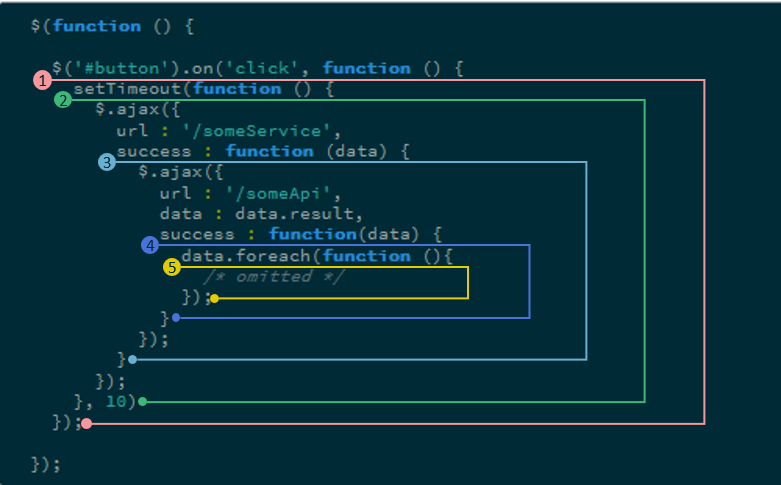 $(function () {
$('#button').on('click', function () {
1
setTimeout(function () {
2
$.ajax({
url : '/someService',
success : function (data) {
3
$.ajax({
url : '/someApi',
data : data.result,
success : function(data) {
4
data.foreach(function (){
5
/* omitted */
});
}
});
}
});
}, 10)
});
});